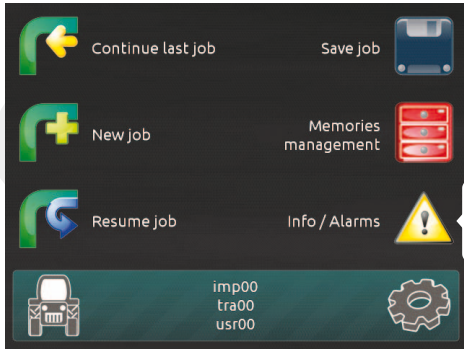 Continue last job
Save job
New job
Memories
management
Resume job
Info / Alarms
imp00
tra00
usr00